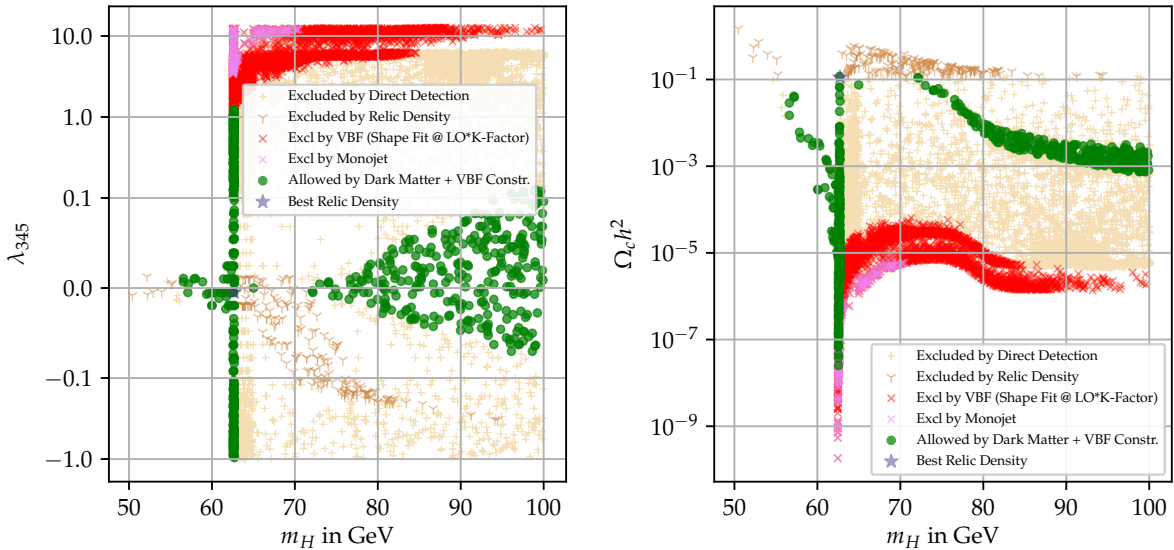 10.0
1.0
0.1
0.0
−0.1
−1.0
λ345
50 60 70 80 90 100
m_H in GeV
Excluded by Direct Detection
Excluded by Relic Density
Excl by VBF (Shape Fit @ LO*K-Factor)
Excl by Monojet
Allowed by Dark Matter + VBF Constr.
Best Relic Density
10⁻¹
10⁻³
10⁻⁵
10⁻⁷
10⁻⁹
Ω_c h²
50 60 70 80 90 100
m_H in GeV
Excluded by Direct Detection
Excluded by Relic Density
Excl by VBF (Shape Fit @ LO*K-Factor)
Excl by Monojet
Allowed by Dark Matter + VBF Constr.
Best Relic Density